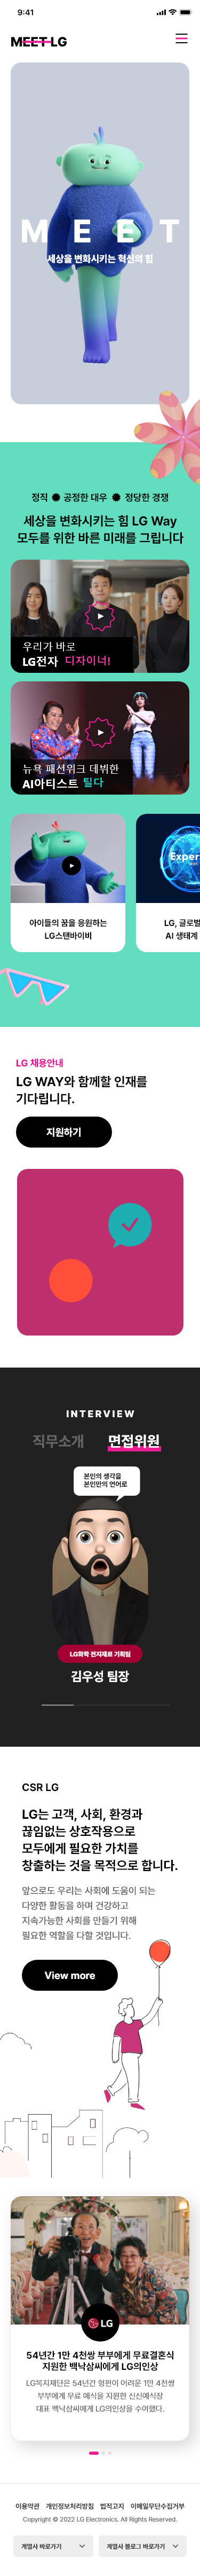 9:41
MEET LG
MEET
세상을 변화시키는 혁신의 힘
정직 공정한 대우 정당한 경쟁
세상을 변화시키는 힘 LG Way
모두를 위한 바른 미래를 그립니다
우리가 바로
LG전자 디자이너!
뉴욕 패션위크 데뷔한
AI아티스트 틸다
Exper
아이들의 꿈을 응원하는
LG스탠바이비
LG, 글로벌
AI 생태계
LG 채용안내
LG WAY와 함께할 인재를
기다립니다.
지원하기
INTERVIEW
직무소개 면접위원
본인의 생각을
본인만의 언어로
LG화학 전지재료 기획팀
김우성 팀장
CSR LG
LG는 고객, 사회, 환경과
끊임없는 상호작용으로
모두에게 필요한 가치를
창출하는 것을 목적으로 합니다.
앞으로도 우리는 사회에 도움이 되는
다양한 활동을 하며 건강하고
지속가능한 사회를 만들기 위해
필요한 역할을 다할 것입니다.
View more
LG
54년간 1만 4천쌍 부부에게 무료결혼식
지원한 백낙삼씨에게 LG의인상
LG복지재단은 54년간 형편이 어려운 1만 4천쌍
부부에게 무료 예식을 지원한 신신예식장
대표 백낙삼씨에게 LG의인상을 수여했다.
이용약관 개인정보처리방침 법적고지 이메일무단수집거부
Copyright © 2022 LG Electronics. All Rights Reserved.
계열사 바로가기 계열사 블로그 바로가기